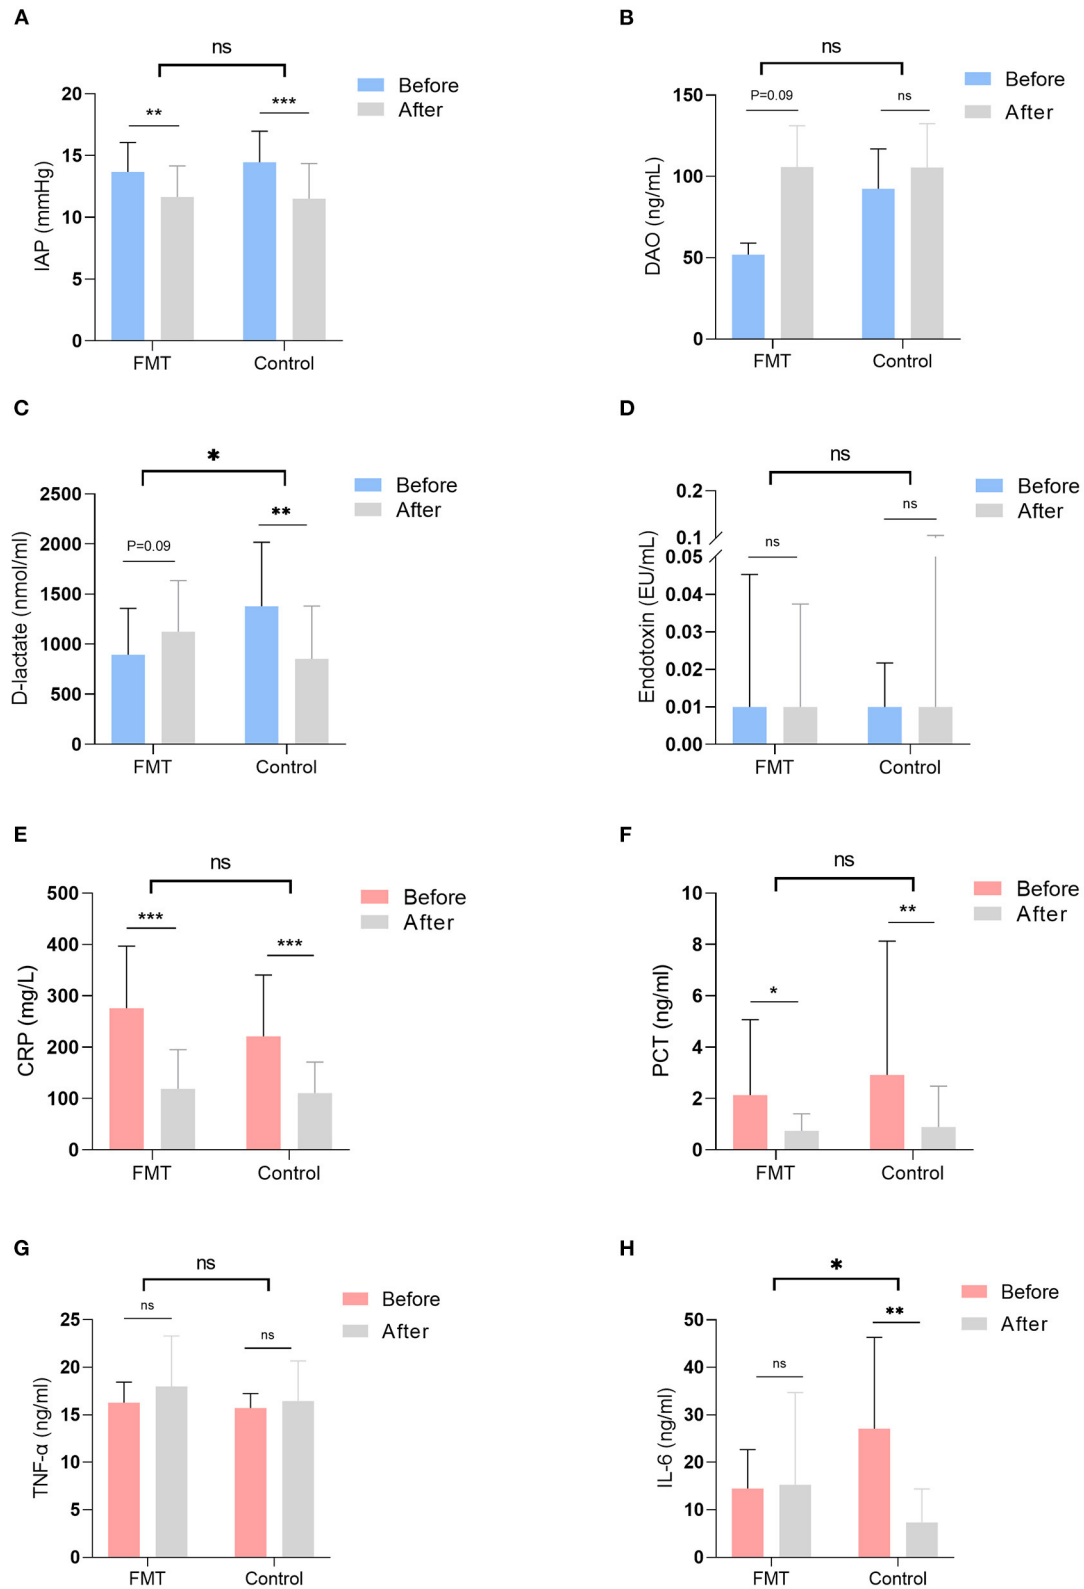 A
ns
Before
After
20
15
10
5
0
IAP (mmHg)
**
***
FMT
Control
B
ns
Before
After
150
100
50
0
DAO (ng/mL)
P=0.09
ns
FMT
Control
C
*
Before
After
2500
2000
1500
1000
500
0
D-lactate (nmol/ml)
P=0.09
**
FMT
Control
D
ns
Before
After
0.2
0.1
0.05
0.04
0.03
0.02
0.01
0.00
Endotoxin (EU/mL)
ns
ns
FMT
Control
E
ns
Before
After
500
400
300
200
100
0
CRP (mg/L)
***
***
FMT
Control
F
ns
Before
After
10
8
6
4
2
0
PCT (ng/ml)
*
**
FMT
Control
G
ns
Before
After
25
20
15
10
5
0
TNF-α (ng/ml)
ns
ns
FMT
Control
H
*
Before
After
50
40
30
20
10
0
IL-6 (ng/ml)
ns
**
FMT
Control